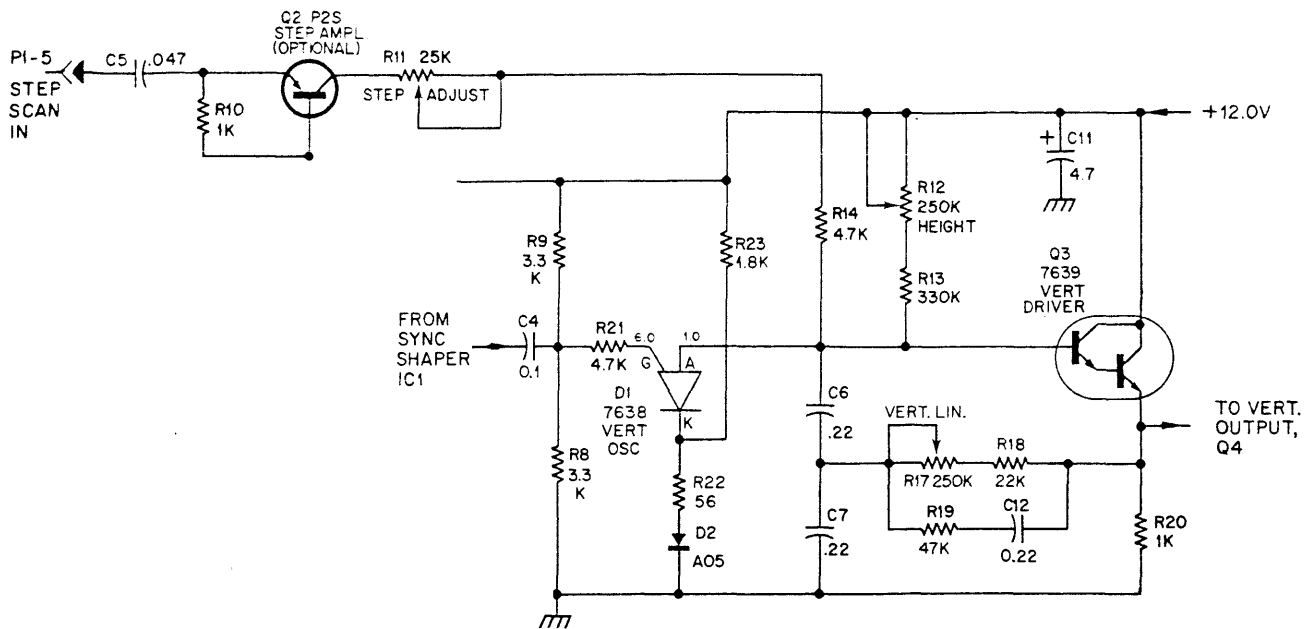 Q2 P2S
STEP AMPL
(OPTIONAL)
P1-5
STEP
SCAN
IN
C5 .047
R10
1K
R11 25K
STEP ADJUST
+12.0V
+ C11
4.7
R12
250K
HEIGHT
R14
4.7K
R9
3.3
K
R23
1.8K
R13
330K
Q3
7639
VERT
DRIVER
FROM
SYNC
SHAPER
IC1
C4
0.1
R21
4.7K
6.0
G
1.0
A
D1
7638
VERT
OSC
K
C6
.22
VERT. LIN.
TO VERT.
OUTPUT,
Q4
R8
3.3
K
R22
56
R17 250K
R18
22K
D2
A05
C7
.22
R19
47K
C12
0.22
R20
1K